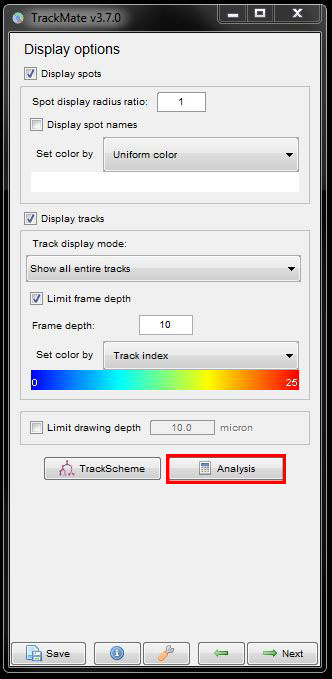 TrackMate v3.7.0
Display options
Display spots
Spot display radius ratio: 1
Display spot names
Set color by Uniform color
Display tracks
Track display mode:
Show all entire tracks
Limit frame depth
Frame depth: 10
Set color by Track index
0 25
Limit drawing depth 10.0 micron
TrackScheme Analysis
Save Next